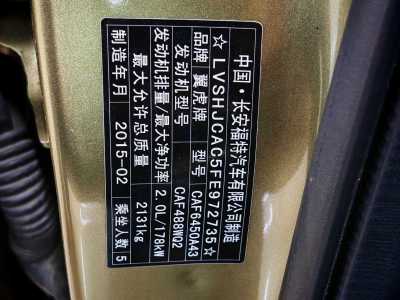 中国·长安福特汽车有限公司制造
☆LVSHJCAC5FE972735☆
品牌 翼虎牌 型号 CAF6450A43
发动机型号 CAF488WQ2
发动机排量/最大净功率 2.0L/178kW
最大允许总质量 2131kg
制造年月 2015-02 乘坐人数 5